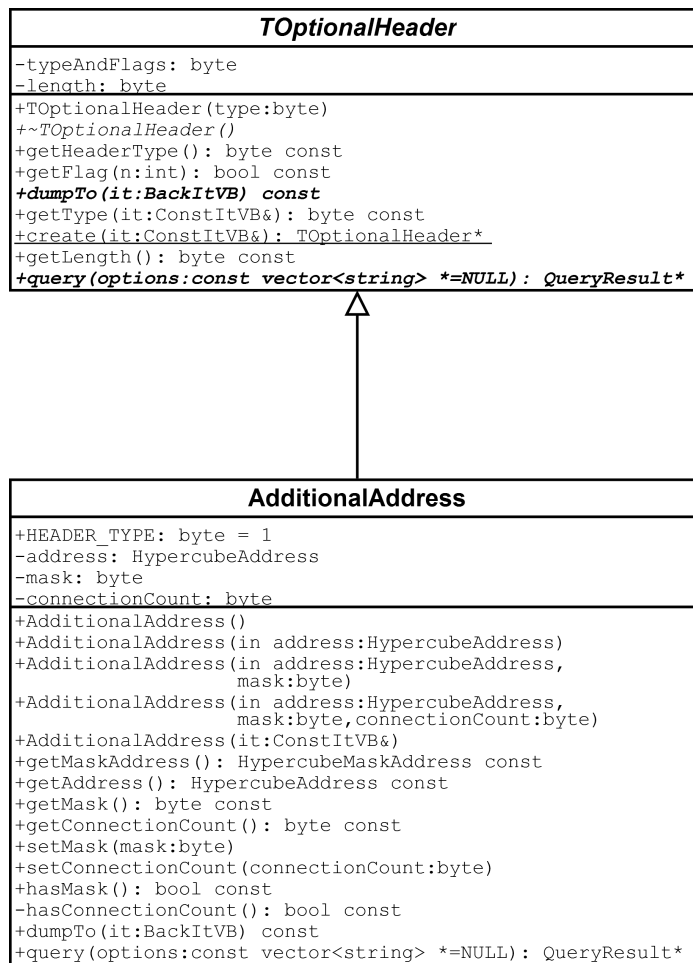 TOptionalHeader
-typeAndFlags: byte
-length: byte
+TOptionalHeader(type:byte)
+~TOptionalHeader()
+getHeaderType(): byte const
+getFlag(n:int): bool const
+dumpTo(it:BackItVB) const
+getType(it:ConstItVB&): byte const
+create(it:ConstItVB&): TOptionalHeader*
+getLength(): byte const
+query(options:const vector<string> *=NULL): QueryResult*
AdditionalAddress
+HEADER_TYPE: byte = 1
-address: HypercubeAddress
-mask: byte
-connectionCount: byte
+AdditionalAddress()
+AdditionalAddress(in address:HypercubeAddress)
+AdditionalAddress(in address:HypercubeAddress,
mask:byte)
+AdditionalAddress(in address:HypercubeAddress,
mask:byte,connectionCount:byte)
+AdditionalAddress(it:ConstItVB&)
+getMaskAddress(): HypercubeMaskAddress const
+getAddress(): HypercubeAddress const
+getMask(): byte const
+getConnectionCount(): byte const
+setMask(mask:byte)
+setConnectionCount(connectionCount:byte)
+hasMask(): bool const
-hasConnectionCount(): bool const
+dumpTo(it:BackItVB) const
+query(options:const vector<string> *=NULL): QueryResult*